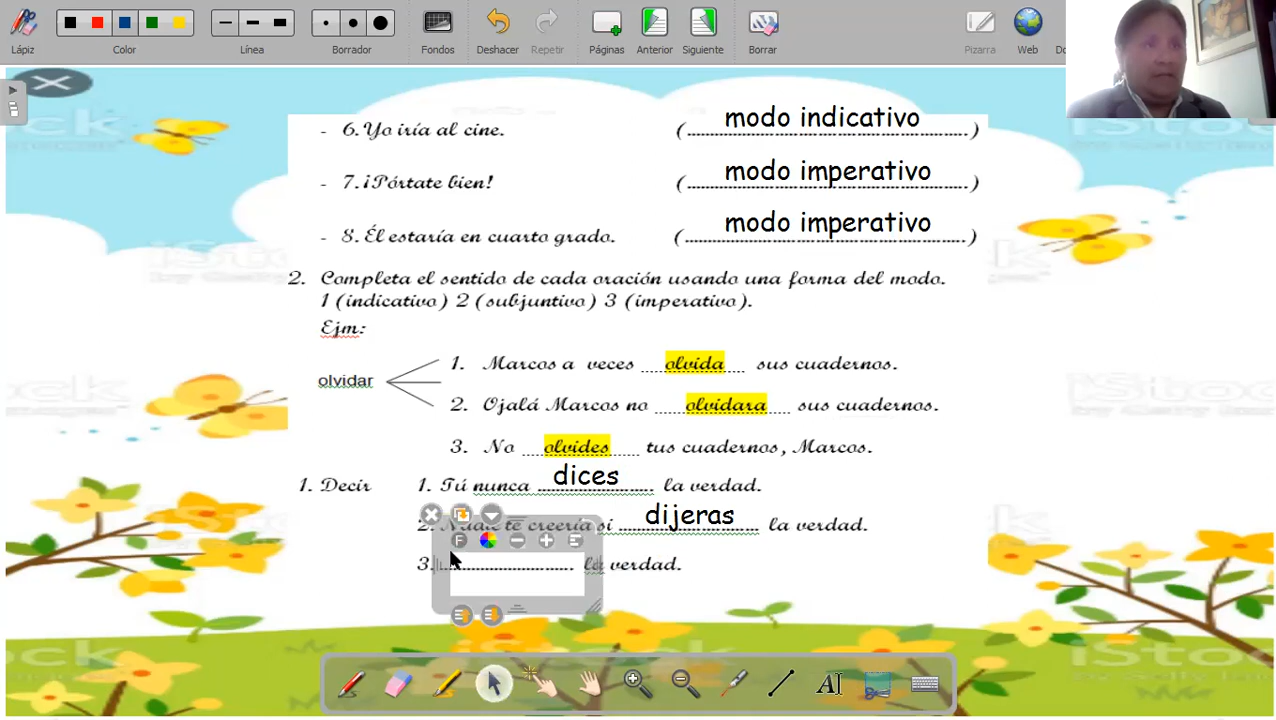 Lápiz Color Línea Borrador Fondos Deshacer Repetir Páginas Anterior Siguiente Borrar Pizarra Web
- 6. Yo iría al cine. (modo indicativo)
- 7. ¡Pórtate bien! (modo imperativo)
- 8. Él estaría en cuarto grado. (modo imperativo)
2. Completa el sentido de cada oración usando una forma del modo.
1 (indicativo) 2 (subjuntivo) 3 (imperativo).
Ejm:
1. Marcos a veces olvida sus cuadernos.
olvidar
2. Ojalá Marcos no olvidara sus cuadernos.
3. No olvides tus cuadernos, Marcos.
1. Decir 1. Tú nunca dices la verdad.
2. Nadie te creería si dijeras la verdad.
3. la verdad.